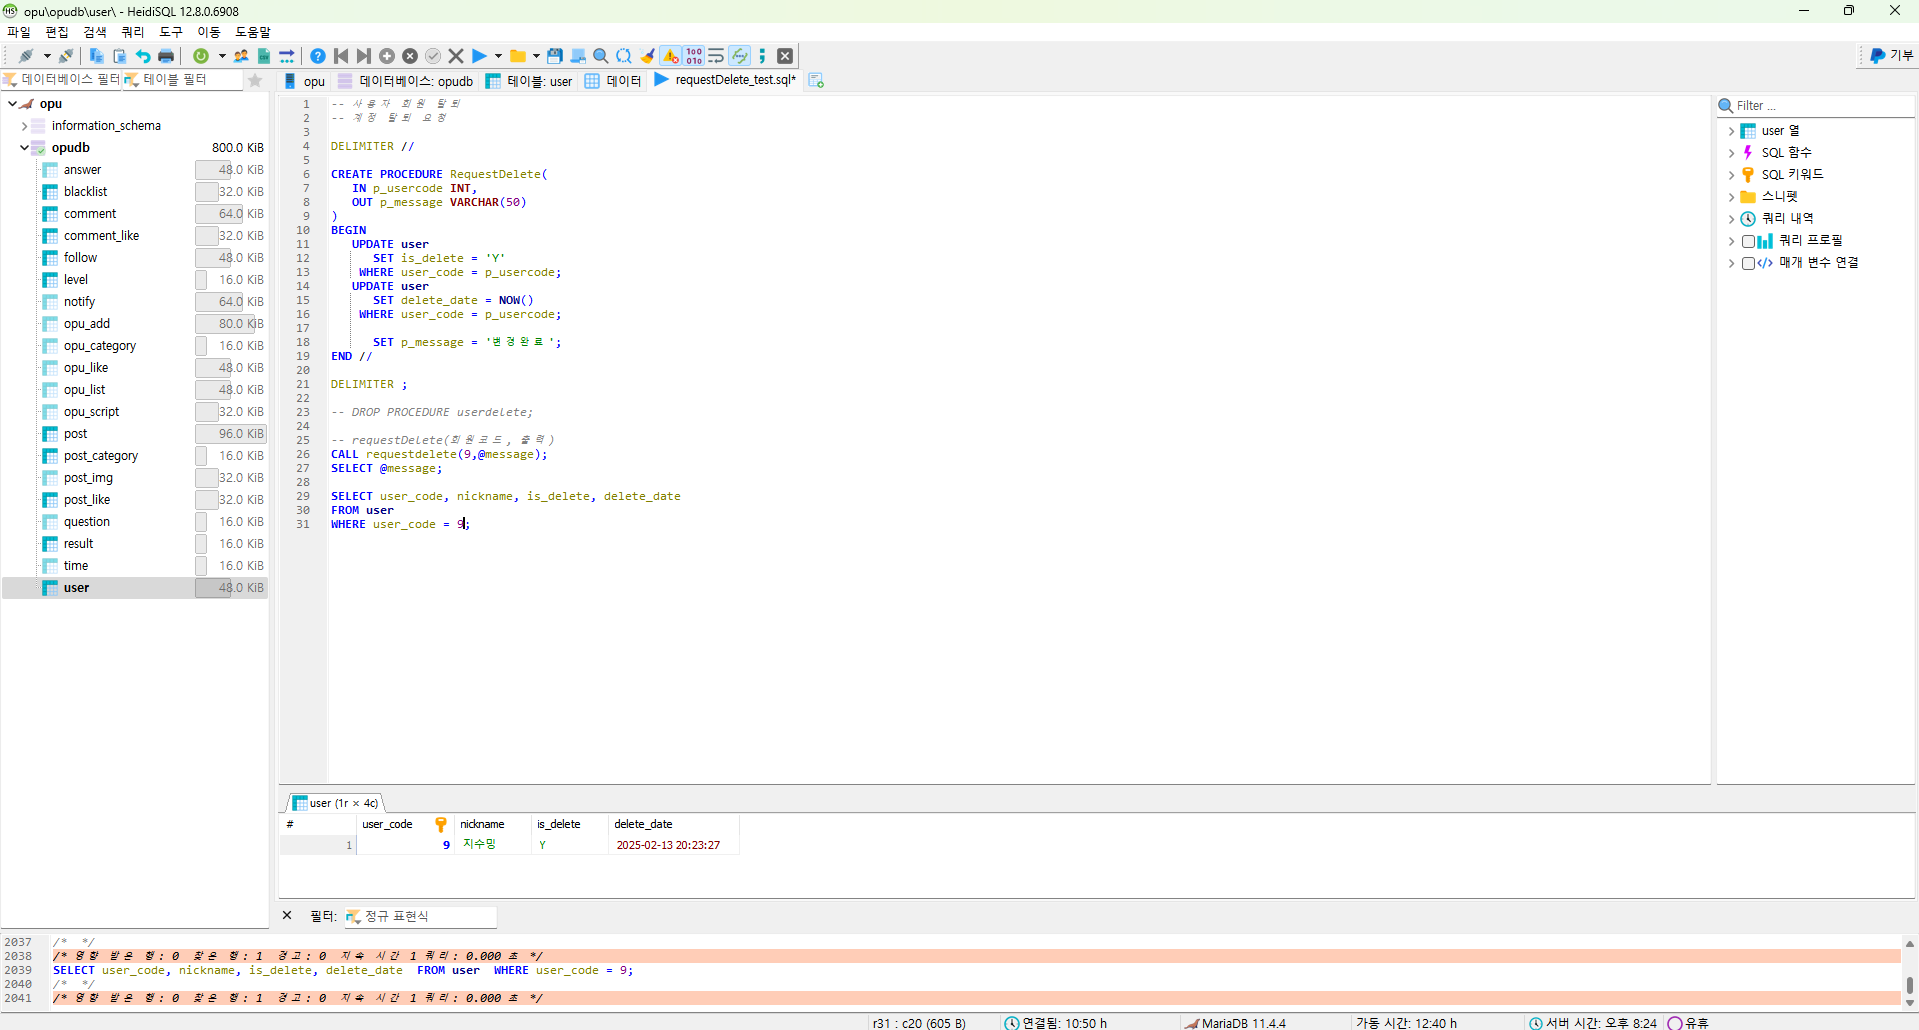 opu\opudb\user\ - HeidiSQL 12.8.0.6908
파일 편집 검색 쿼리 도구 이동 도움말
기부
데이터베이스 필터 테이블 필터
opu 데이터베이스: opudb 테이블: user 데이터 requestDelete_test.sql*
opu
information_schema
opudb 800.0 KiB
answer 48.0 KiB
blacklist 32.0 KiB
comment 64.0 KiB
comment_like 32.0 KiB
follow 48.0 KiB
level 16.0 KiB
notify 64.0 KiB
opu_add 80.0 KiB
opu_category 16.0 KiB
opu_like 48.0 KiB
opu_list 48.0 KiB
opu_script 32.0 KiB
post 96.0 KiB
post_category 16.0 KiB
post_img 32.0 KiB
post_like 32.0 KiB
question 16.0 KiB
result 16.0 KiB
time 16.0 KiB
user 48.0 KiB
1 -- 사용자 회원 탈퇴
2 -- 계정 탈퇴 요청
3
4 DELIMITER //
5
6 CREATE PROCEDURE RequestDelete(
7 IN p_usercode INT,
8 OUT p_message VARCHAR(50)
9 )
10 BEGIN
11 UPDATE user
12 SET is_delete = 'Y'
13 WHERE user_code = p_usercode;
14 UPDATE user
15 SET delete_date = NOW()
16 WHERE user_code = p_usercode;
17
18 SET p_message = '변경완료';
19 END //
20
21 DELIMITER ;
22
23 -- DROP PROCEDURE userdelete;
24
25 -- requestDelete(회원코드, 출력)
26 CALL requestdelete(9,@message);
27 SELECT @message;
28
29 SELECT user_code, nickname, is_delete, delete_date
30 FROM user
31 WHERE user_code = 9;
Filter ...
user 열
SQL 함수
SQL 키워드
스니펫
쿼리 내역
쿼리 프로필
매개 변수 연결
user (1r × 4c)
# user_code nickname is_delete delete_date
1 9 지수밍 Y 2025-02-13 20:23:27
필터: 정규 표현식
2037 /* */
2038 /* 영향 받은 행: 0 찾은 행: 1 경고: 0 지속 시간 1 쿼리: 0.000 초 */
2039 SELECT user_code, nickname, is_delete, delete_date FROM user WHERE user_code = 9;
2040 /* */
2041 /* 영향 받은 행: 0 찾은 행: 1 경고: 0 지속 시간 1 쿼리: 0.000 초 */
r31 : c20 (605 B) 연결됨: 10:50 h MariaDB 11.4.4 가동 시간: 12:40 h 서버 시간: 오후 8:24 유휴